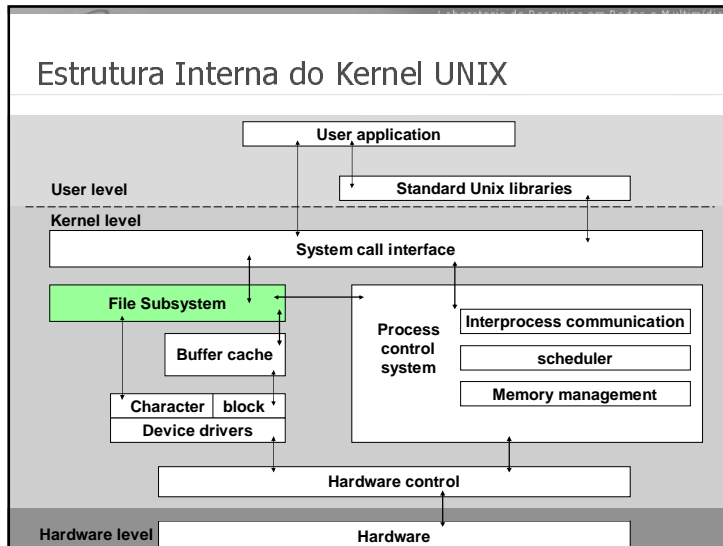 Estrutura Interna do Kernel UNIX
User application
User level
Standard Unix libraries
Kernel level
System call interface
File Subsystem
Buffer cache
Character
block
Device drivers
Process
control
system
Interprocess communication
scheduler
Memory management
Hardware control
Hardware level
Hardware